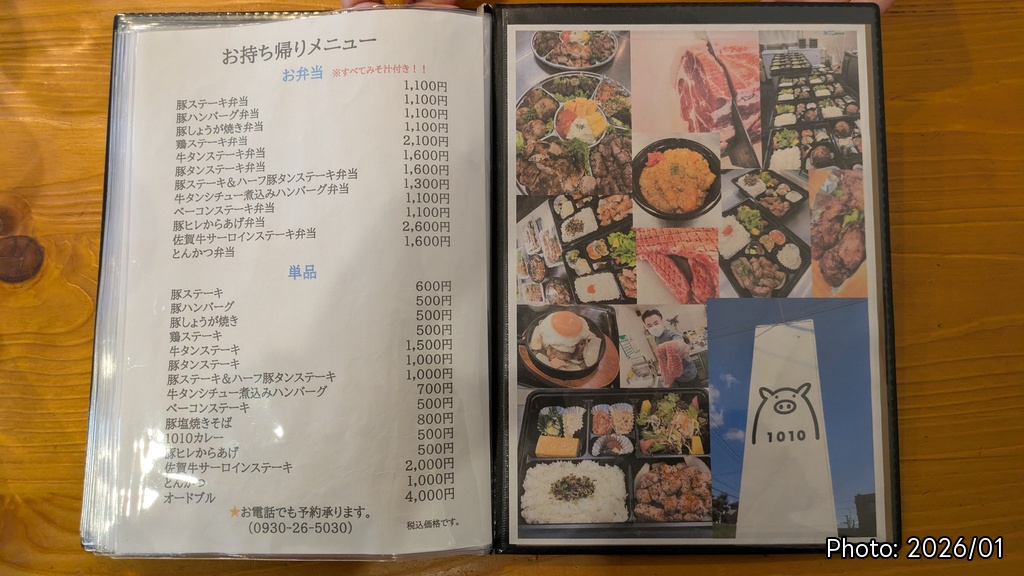 お持ち帰りメニュー
お弁当 ※すべてみそ汁付き！！
豚ステーキ弁当 1,100円
豚ハンバーグ弁当 1,100円
豚しょうが焼き弁当 1,100円
鶏ステーキ弁当 1,100円
牛タンステーキ弁当 2,100円
豚タンステーキ弁当 1,600円
豚ステーキ＆ハーフ豚タンステーキ弁当 1,600円
牛タンシチュー煮込みハンバーグ弁当 1,300円
ベーコンステーキ弁当 1,100円
豚ヒレからあげ弁当 1,100円
佐賀牛サーロインステーキ弁当 2,600円
とんかつ弁当 1,600円
単品
豚ステーキ 600円
豚ハンバーグ 500円
豚しょうが焼き 500円
鶏ステーキ 500円
牛タンステーキ 1,500円
豚タンステーキ 1,000円
豚ステーキ＆ハーフ豚タンステーキ 1,000円
牛タンシチュー煮込みハンバーグ 700円
ベーコンステーキ 500円
豚塩焼きそば 800円
1010カレー 500円
豚ヒレからあげ 500円
佐賀牛サーロインステーキ 2,000円
とんかつ 1,000円
オードブル 4,000円
★お電話でも予約承ります。
（0930-26-5030）
税込価格です。
1010
Photo: 2026/01